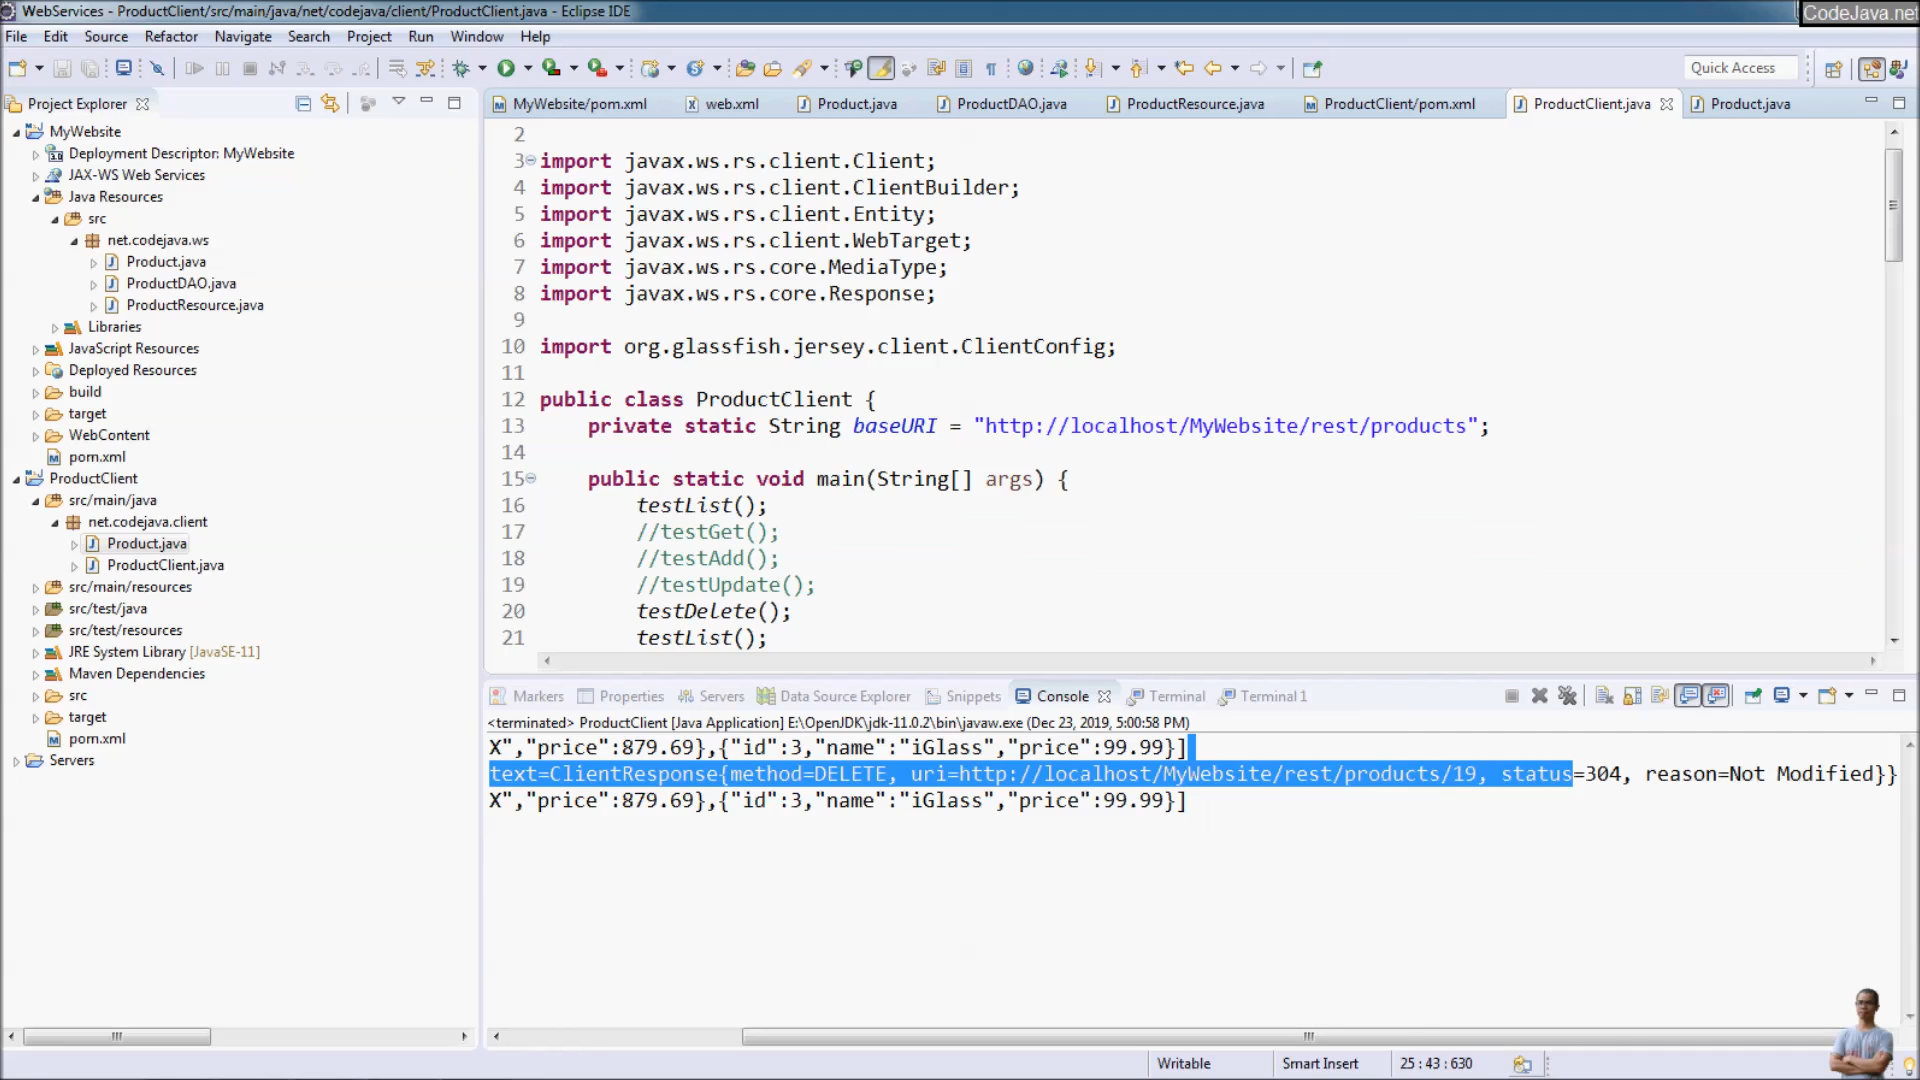 WebServices - ProductClient/src/main/java/net/codejava/client/ProductClient.java - Eclipse IDE
CodeJava.net
File Edit Source Refactor Navigate Search Project Run Window Help
Quick Access
Project Explorer
MyWebsite/pom.xml web.xml Product.java ProductDAO.java ProductResource.java ProductClient/pom.xml ProductClient.java Product.java
MyWebsite
Deployment Descriptor: MyWebsite
JAX-WS Web Services
Java Resources
src
net.codejava.ws
Product.java
ProductDAO.java
ProductResource.java
Libraries
JavaScript Resources
Deployed Resources
build
target
WebContent
pom.xml
ProductClient
src/main/java
net.codejava.client
Product.java
ProductClient.java
src/main/resources
src/test/java
src/test/resources
JRE System Library [JavaSE-11]
Maven Dependencies
src
target
pom.xml
Servers
2
3 import javax.ws.rs.client.Client;
4 import javax.ws.rs.client.ClientBuilder;
5 import javax.ws.rs.client.Entity;
6 import javax.ws.rs.client.WebTarget;
7 import javax.ws.rs.core.MediaType;
8 import javax.ws.rs.core.Response;
9
10 import org.glassfish.jersey.client.ClientConfig;
11
12 public class ProductClient {
13 private static String baseURI = "http://localhost/MyWebsite/rest/products";
14
15 public static void main(String[] args) {
16 testList();
17 //testGet();
18 //testAdd();
19 //testUpdate();
20 testDelete();
21 testList();
Markers Properties Servers Data Source Explorer Snippets Console Terminal Terminal 1
<terminated> ProductClient [Java Application] E:\OpenJDK\jdk-11.0.2\bin\javaw.exe (Dec 23, 2019, 5:00:58 PM)
X","price":879.69},{"id":3,"name":"iGlass","price":99.99}]
text=ClientResponse{method=DELETE, uri=http://localhost/MyWebsite/rest/products/19, status=304, reason=Not Modified}}
X","price":879.69},{"id":3,"name":"iGlass","price":99.99}]
Writable Smart Insert 25 : 43 : 630